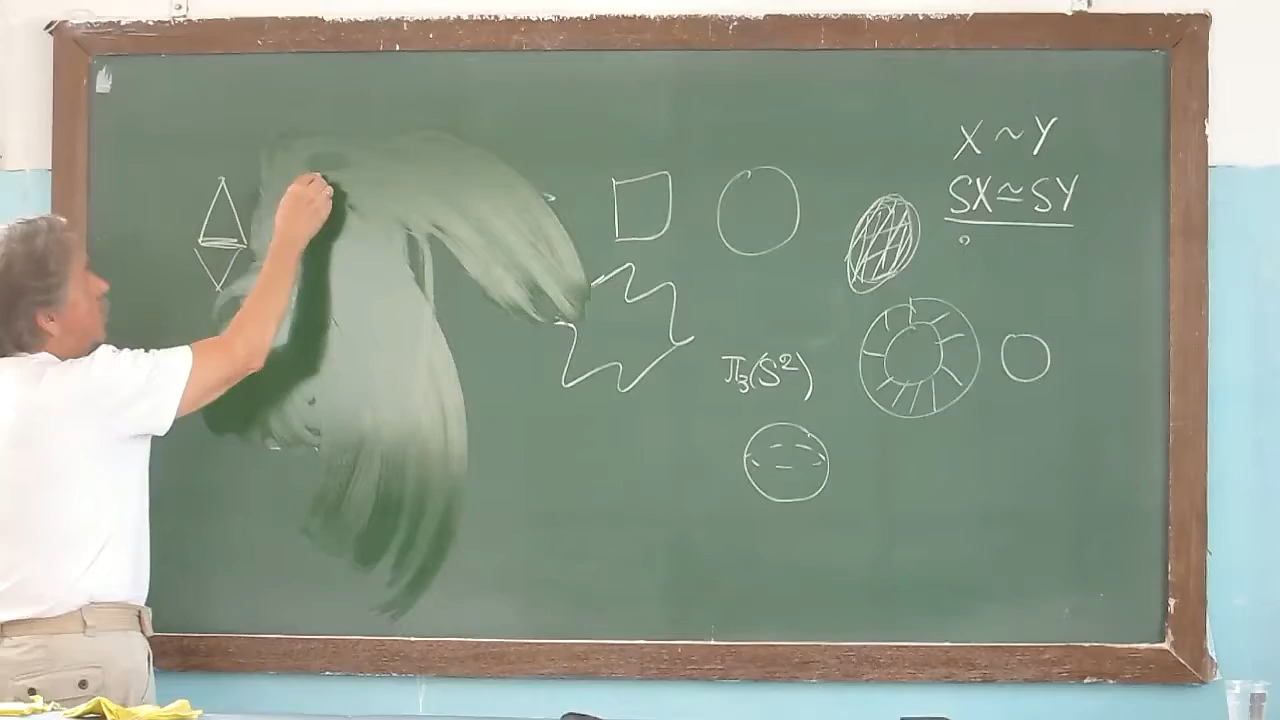 X ~ Y
SX ≃ SY
π₃(S²)